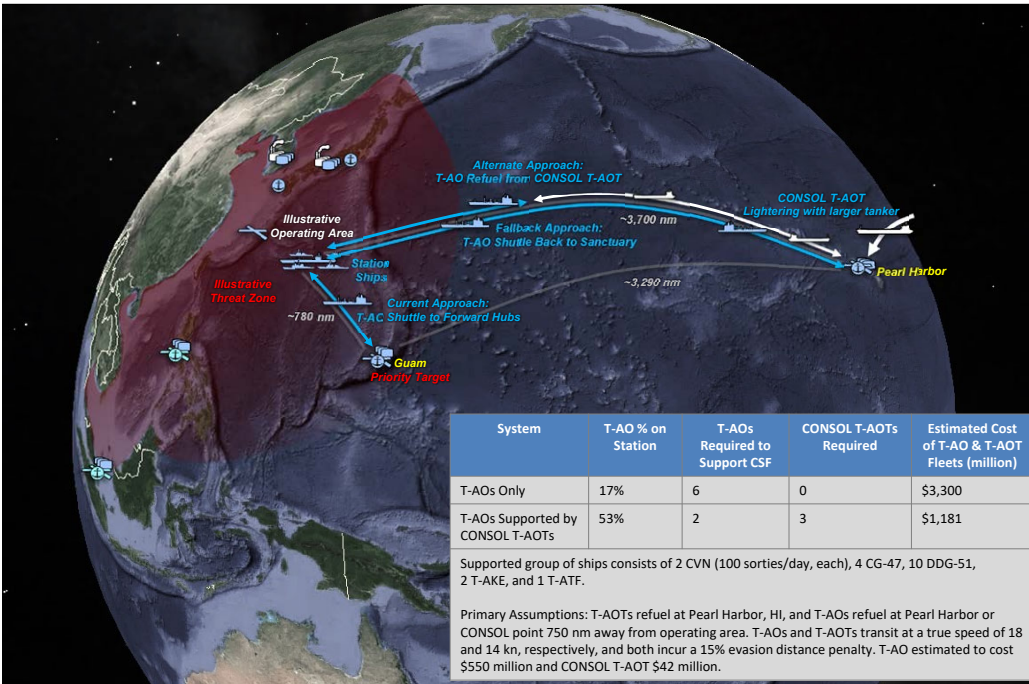 Alternate Approach:
T-AO Refuel from CONSOL T-AOT
CONSOL T-AOT
Lightering with larger tanker
Illustrative
Operating Area
~3,700 nm
Fallback Approach:
T-AO Shuttle Back to Sanctuary
Station
Ships
Pearl Harbor
Illustrative
Threat Zone
~3,290 nm
Current Approach:
T-AO Shuttle to Forward Hubs
~780 nm
Guam
Priority Target
System
T-AO % on
Station
T-AOs
Required to
Support CSF
CONSOL T-AOTs
Required
Estimated Cost
of T-AO & T-AOT
Fleets (million)
T-AOs Only
17%
6
0
$3,300
T-AOs Supported by
CONSOL T-AOTs
53%
2
3
$1,181
Supported group of ships consists of 2 CVN (100 sorties/day, each), 4 CG-47, 10 DDG-51,
2 T-AKE, and 1 T-ATF.
Primary Assumptions: T-AOTs refuel at Pearl Harbor, HI, and T-AOs refuel at Pearl Harbor or
CONSOL point 750 nm away from operating area. T-AOs and T-AOTs transit at a true speed of 18
and 14 kn, respectively, and both incur a 15% evasion distance penalty. T-AO estimated to cost
$550 million and CONSOL T-AOT $42 million.